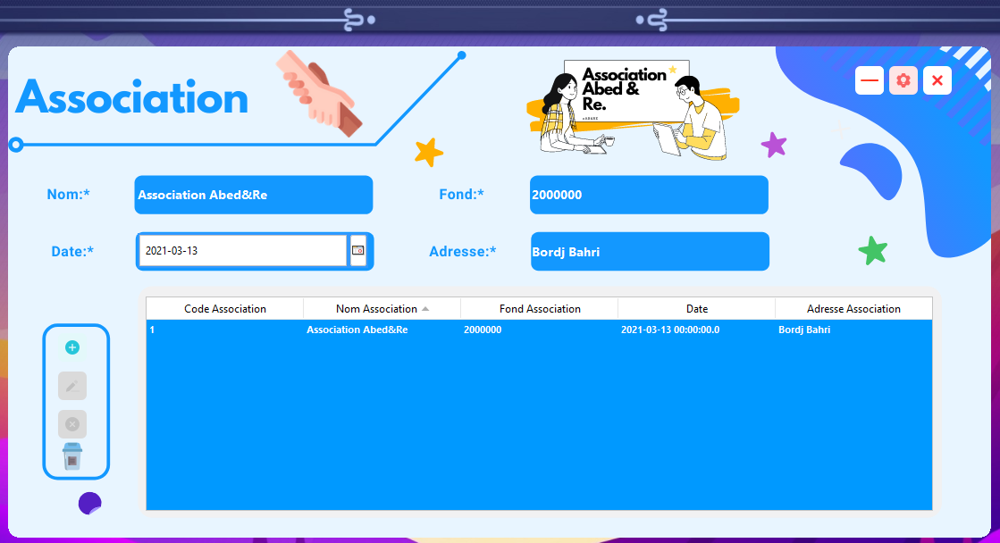 Association
Association
Abed &
Re.
Nom:*
Association Abed&Re
Fond:*
2000000
Date:*
2021-03-13
Adresse:*
Bordj Bahri
Code Association Nom Association Fond Association Date Adresse Association
1 Association Abed&Re 2000000 2021-03-13 00:00:00.0 Bordj Bahri